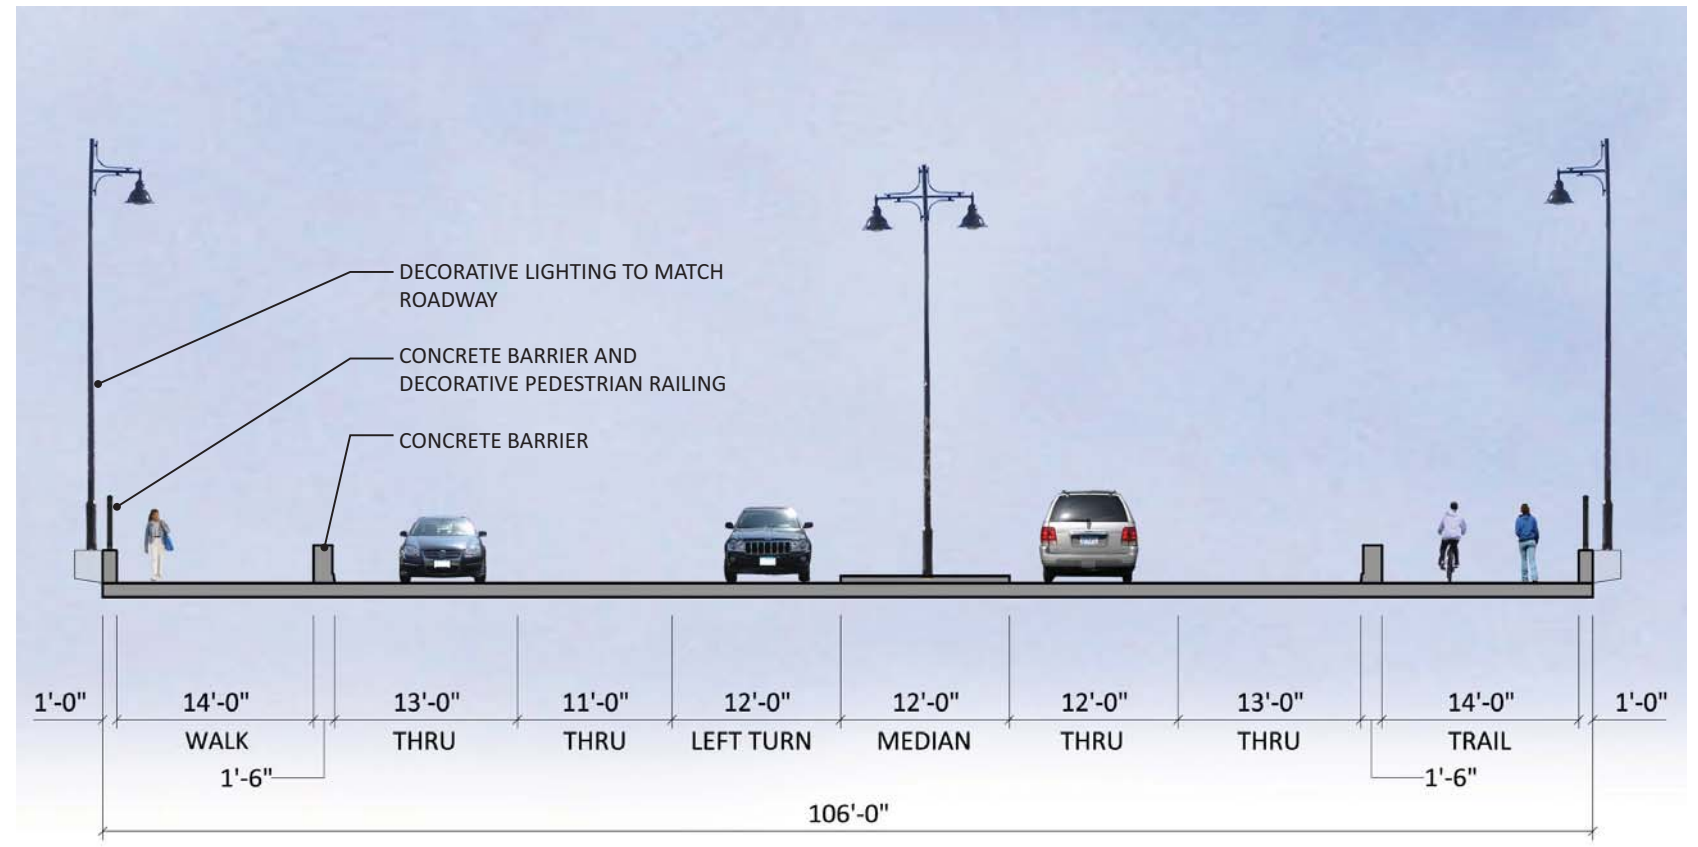 DECORATIVE LIGHTING TO MATCH
ROADWAY
CONCRETE BARRIER AND
DECORATIVE PEDESTRIAN RAILING
CONCRETE BARRIER
1'-0" 14'-0" 13'-0" 11'-0" 12'-0" 12'-0" 12'-0" 13'-0" 14'-0" 1'-0"
WALK THRU THRU LEFT TURN MEDIAN THRU THRU TRAIL
1'-6" 1'-6"
106'-0"